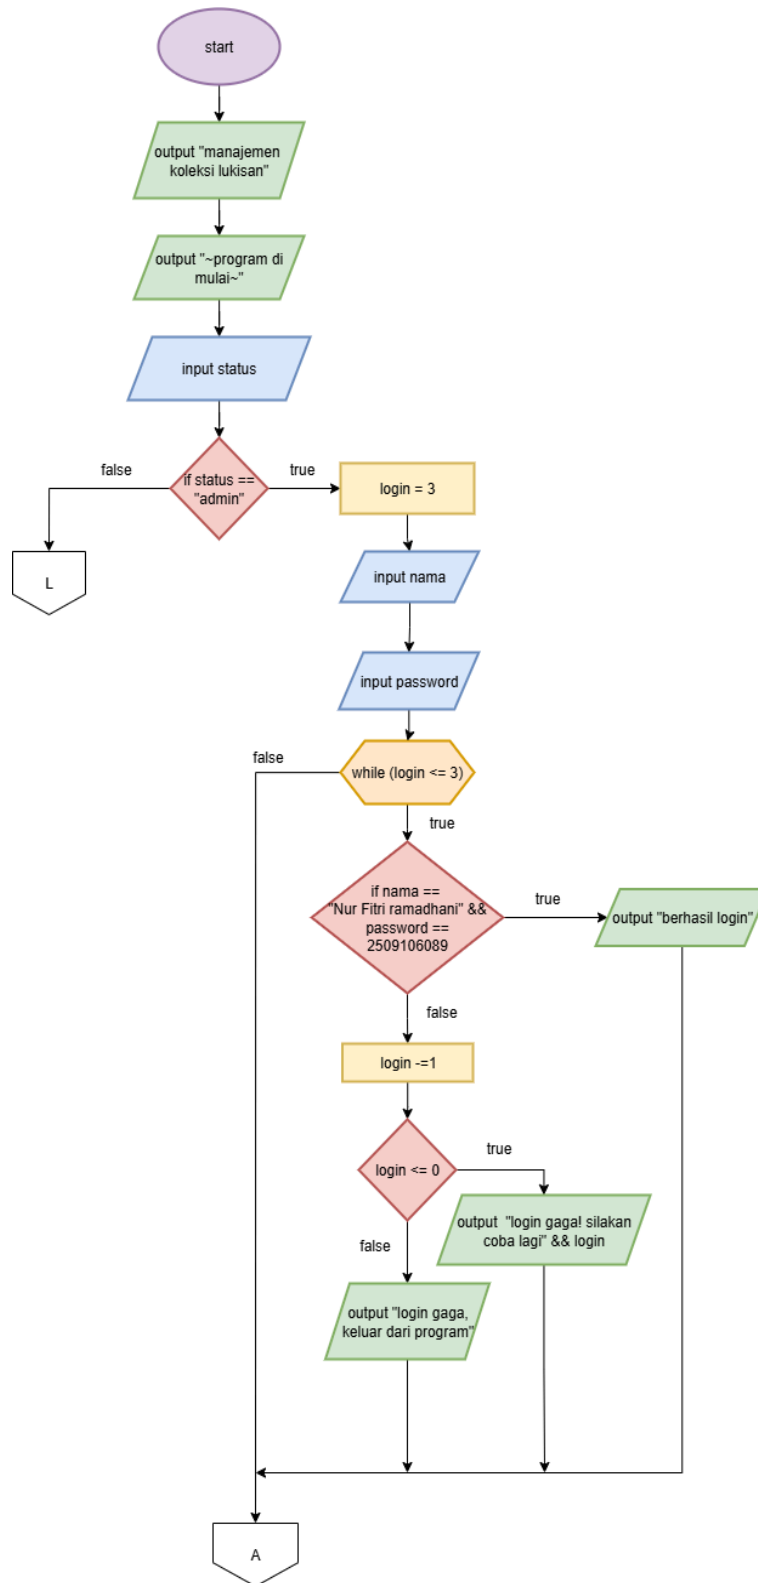 start
output "manajemen
koleksi lukisan"
output "~program di
mulai~"
input status
false
if status ==
"admin"
true
login = 3
L
input nama
input password
false
while (login <= 3)
true
if nama ==
"Nur Fitri ramadhani" &&
password ==
2509106089
true
output "berhasil login"
false
login -=1
login <= 0
true
output  "login gaga! silakan
coba lagi" && login
false
output "login gaga,
keluar dari program"
A